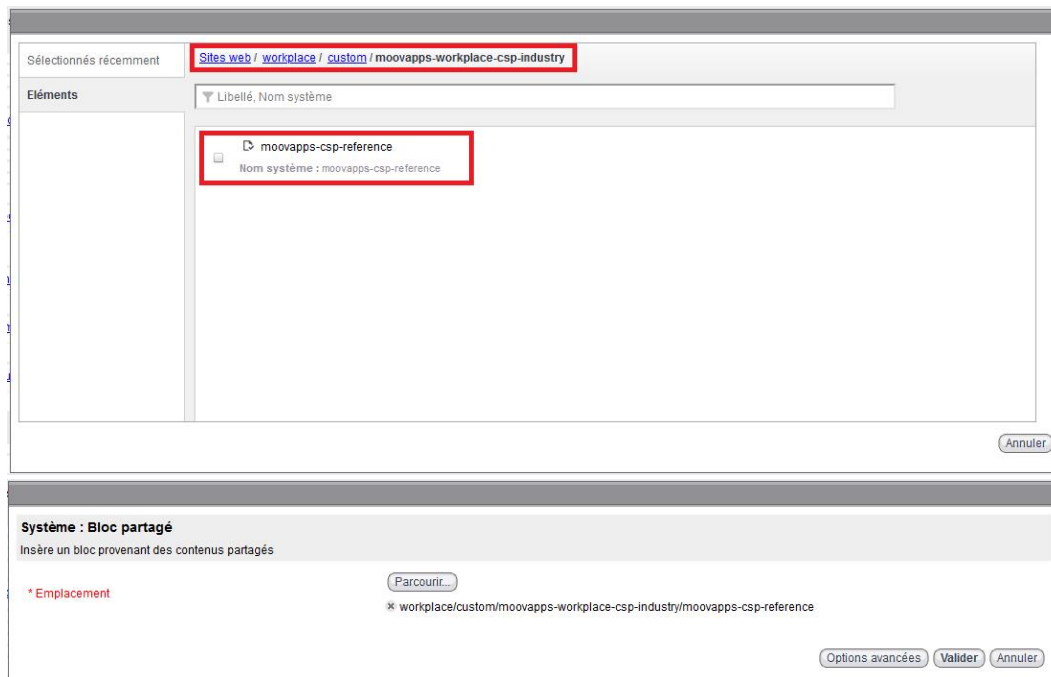 Sélectionnés récemment
Sites web / workplace / custom / moovapps-workplace-csp-industry
Eléments
Libellé, Nom système
moovapps-csp-reference
Nom système : moovapps-csp-reference
Annuler
Système : Bloc partagé
Insère un bloc provenant des contenus partagés
* Emplacement
Parcourir...
workplace/custom/moovapps-workplace-csp-industry/moovapps-csp-reference
Options avancées Valider Annuler